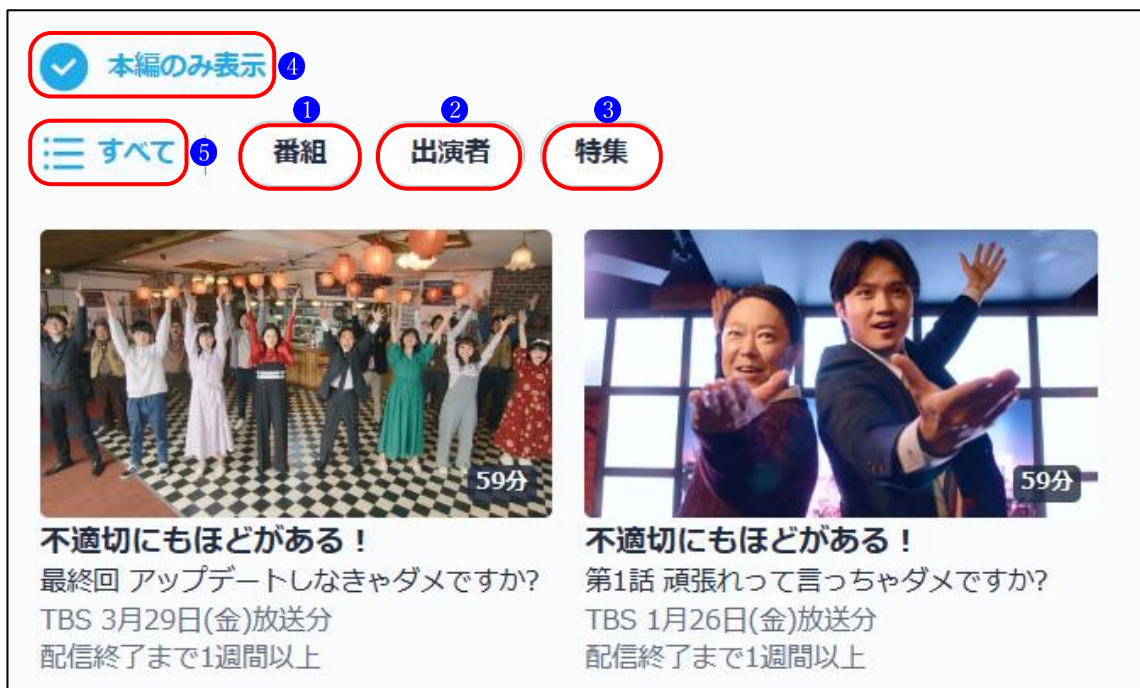 本編のみ表示 4
1 2 3
すべて 5 番組 出演者 特集
59分 59分
不適切にもほどがある! 不適切にもほどがある!
最終回 アップデートしなきゃダメですか? 第1話 頑張れって言っちゃダメですか?
TBS 3月29日(金)放送分 TBS 1月26日(金)放送分
配信終了まで1週間以上 配信終了まで1週間以上